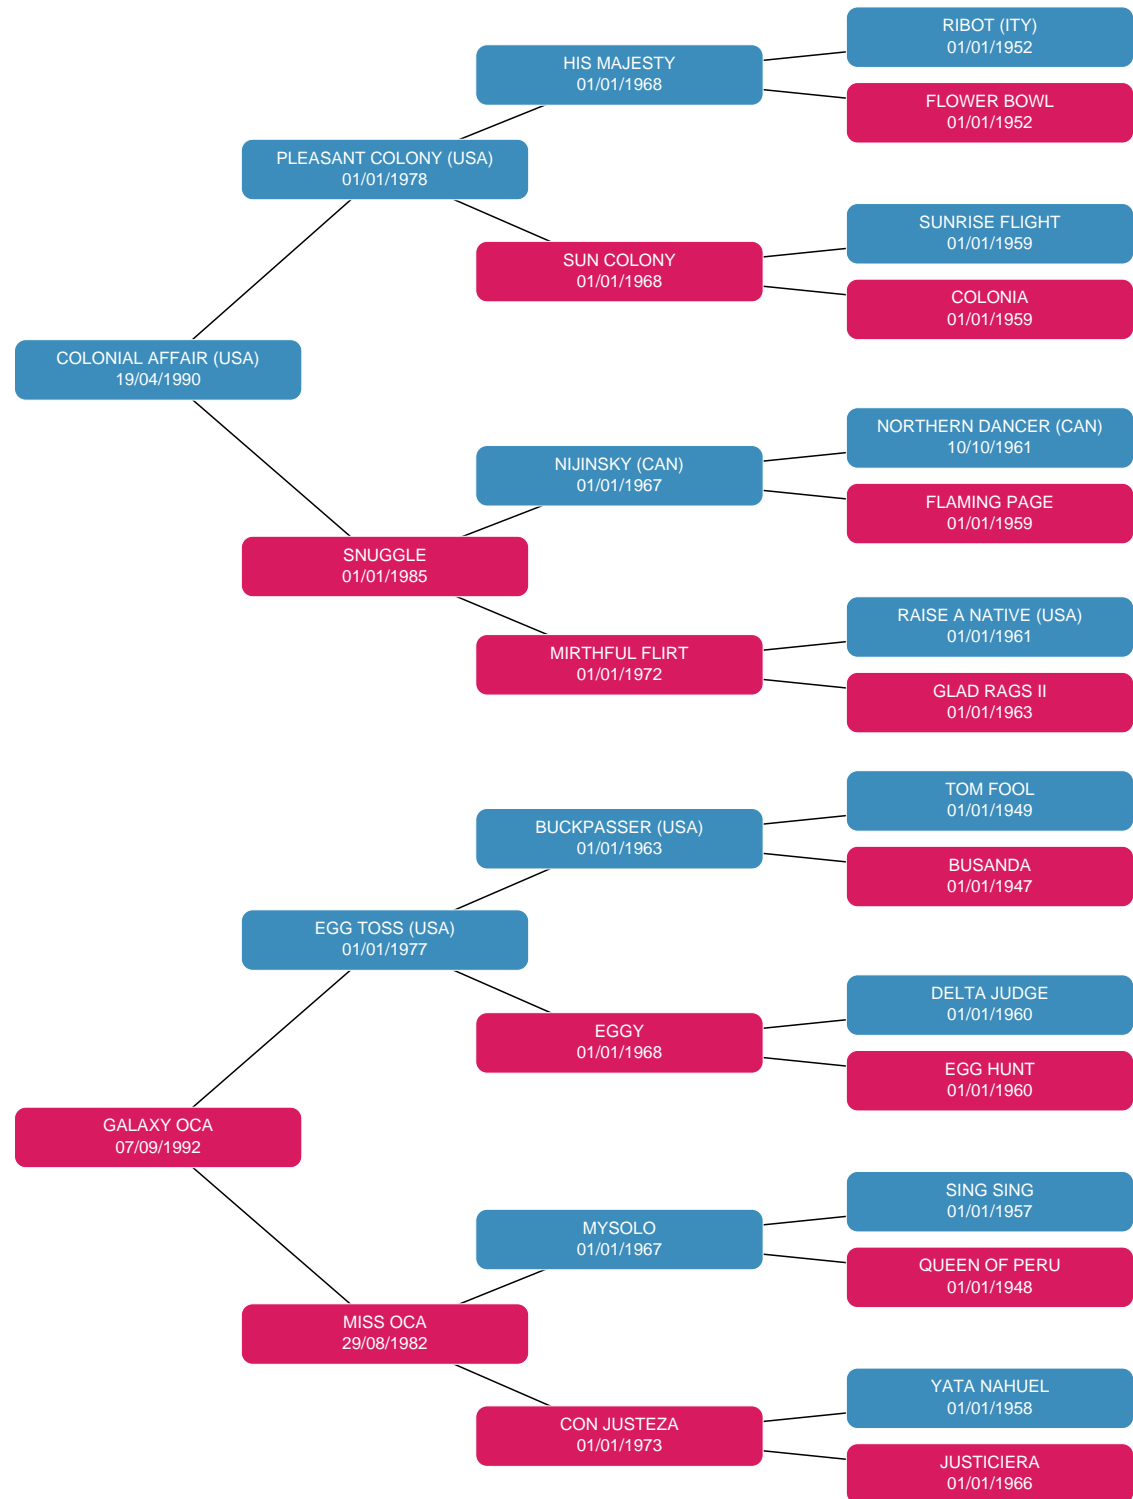 RIBOT (ITY)
01/01/1952
HIS MAJESTY
01/01/1968
FLOWER BOWL
01/01/1952
PLEASANT COLONY (USA)
01/01/1978
SUNRISE FLIGHT
01/01/1959
SUN COLONY
01/01/1968
COLONIA
01/01/1959
COLONIAL AFFAIR (USA)
19/04/1990
NORTHERN DANCER (CAN)
10/10/1961
NIJINSKY (CAN)
01/01/1967
FLAMING PAGE
01/01/1959
SNUGGLE
01/01/1985
RAISE A NATIVE (USA)
01/01/1961
MIRTHFUL FLIRT
01/01/1972
GLAD RAGS II
01/01/1963
TOM FOOL
01/01/1949
BUCKPASSER (USA)
01/01/1963
BUSANDA
01/01/1947
EGG TOSS (USA)
01/01/1977
DELTA JUDGE
01/01/1960
EGGY
01/01/1968
EGG HUNT
01/01/1960
GALAXY OCA
07/09/1992
SING SING
01/01/1957
MYSOLO
01/01/1967
QUEEN OF PERU
01/01/1948
MISS OCA
29/08/1982
YATA NAHUEL
01/01/1958
CON JUSTEZA
01/01/1973
JUSTICIERA
01/01/1966